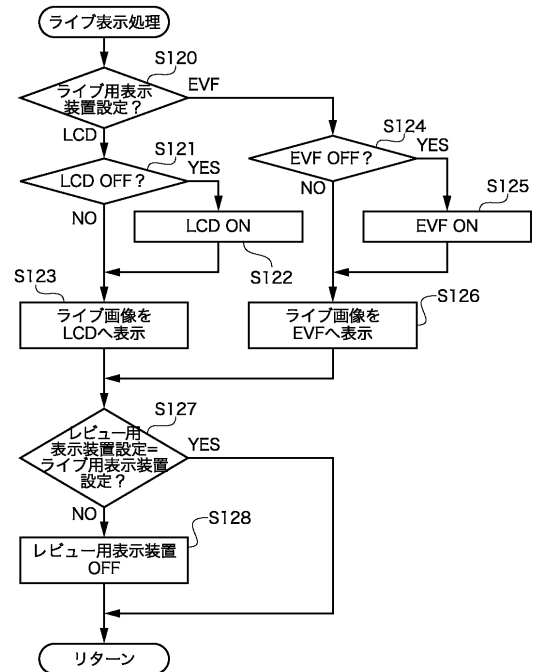 ライブ表示処理
S120
ライブ用表示
装置設定？
EVF
LCD
S121
LCD OFF？
YES
NO
LCD ON
S122
S124
EVF OFF？
YES
NO
S125
EVF ON
S123
ライブ画像を
LCDへ表示
S126
ライブ画像を
EVFへ表示
S127
レビュー用
表示装置設定=
ライブ用表示装置
設定？
YES
NO
S128
レビュー用表示装置
OFF
リターン